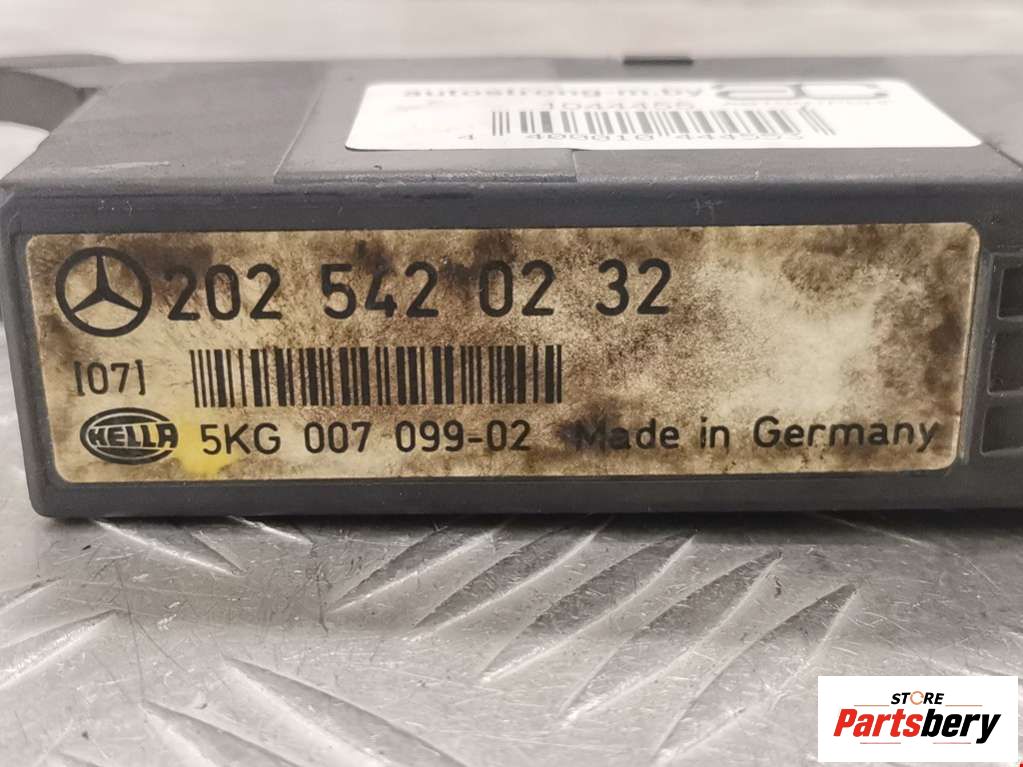 autostrong-m.by
1044455
202 542 02 32
[07]
HELLA 5KG 007 099-02 Made in Germany
STORE
Partsbery